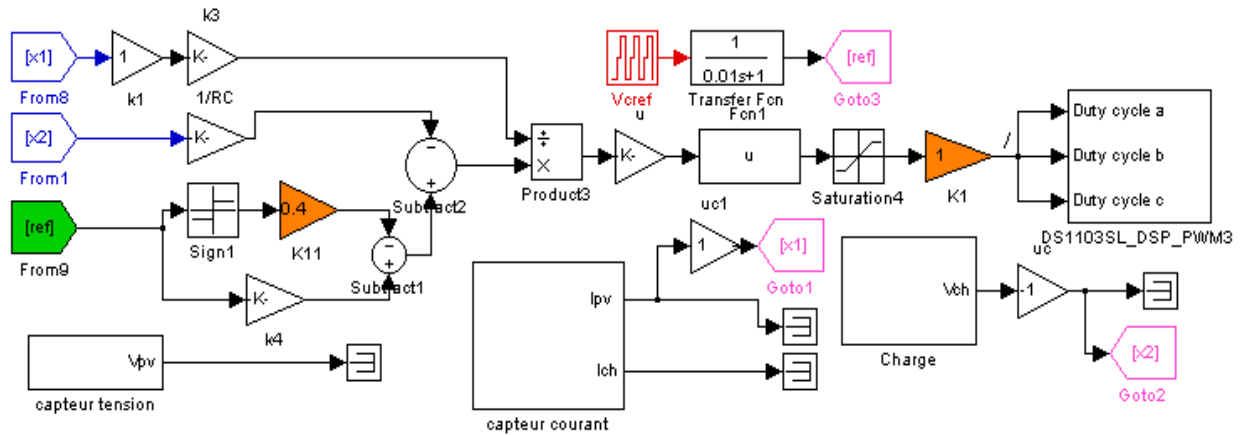 k3
[x1]
1
K-
From8
k1
1/RC
[x2]
K-
From1
[ref]
From9
Sign1
0.4
K11
Subtract2
Subtract1
K-
k4
÷
X
Product3
K-
u
Vcref
1
0.01s+1
Transfer Fcn
[ref]
Goto3
Fcn1
u
uc1
Saturation4
1
K1
/
Duty cycle a
Duty cycle b
Duty cycle c
DS1103SL_DSP_PWM3
Vpv
capteur tension
Ipv
Ich
capteur courant
1
[x1]
Goto1
Vch
Charge
uc
-1
[x2]
Goto2